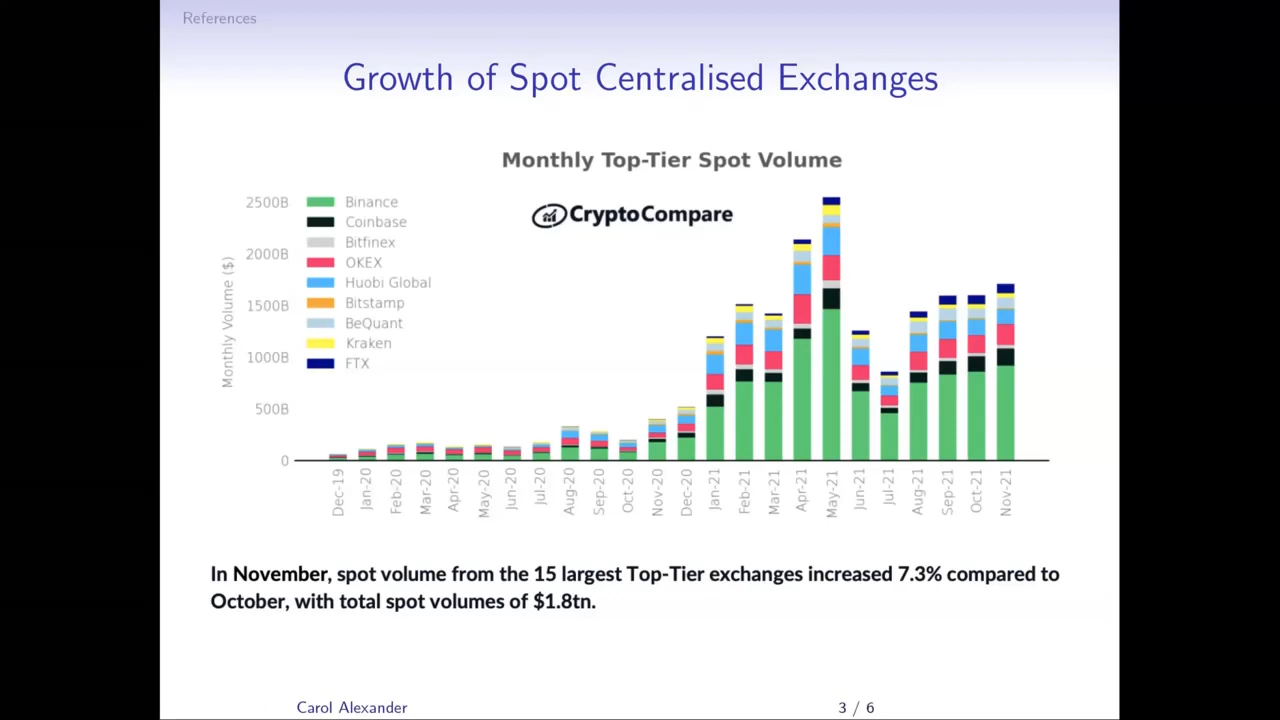 References
Growth of Spot Centralised Exchanges
Monthly Top-Tier Spot Volume
CryptoCompare
Monthly Volume ($)
2500B
2000B
1500B
1000B
500B
0
Binance
Coinbase
Bitfinex
OKEX
Huobi Global
Bitstamp
BeQuant
Kraken
FTX
Dec-19
Jan-20
Feb-20
Mar-20
Apr-20
May-20
Jun-20
Jul-20
Aug-20
Sep-20
Oct-20
Nov-20
Dec-20
Jan-21
Feb-21
Mar-21
Apr-21
May-21
Jun-21
Jul-21
Aug-21
Sep-21
Oct-21
Nov-21
In November, spot volume from the 15 largest Top-Tier exchanges increased 7.3% compared to
October, with total spot volumes of $1.8tn.
Carol Alexander
3 / 6